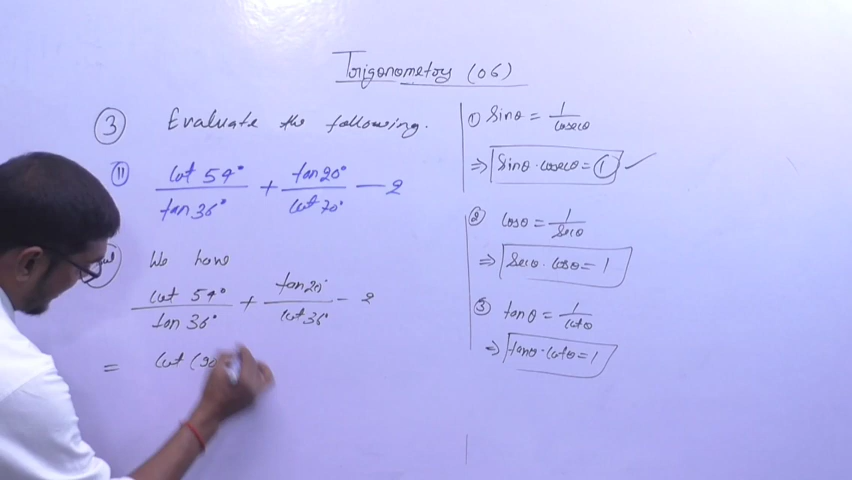 Trigonometry (06)
③ Evaluate the following.
⑪ cot 54° / tan 36° + tan 20° / cot 70° — 2
We have
cot 54° / tan 36° + tan 20° / cot 36° - 2
= cot (90
① Sinθ = 1 / Cosecθ
⇒ Sinθ · cosecθ = 1 ✓
② cosθ = 1 / Secθ
⇒ Secθ · cosθ = 1
③ tanθ = 1 / cotθ
⇒ tanθ · cotθ = 1